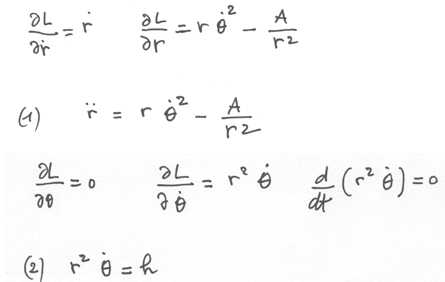 ∂L/∂ṙ = ṙ ∂L/∂r = r θ̇² − A/r²
(1) r̈ = r θ̇² − A/r²
∂L/∂θ = 0 ∂L/∂θ̇ = r² θ̇ d/dt (r² θ̇) = 0
(2) r² θ̇ = h